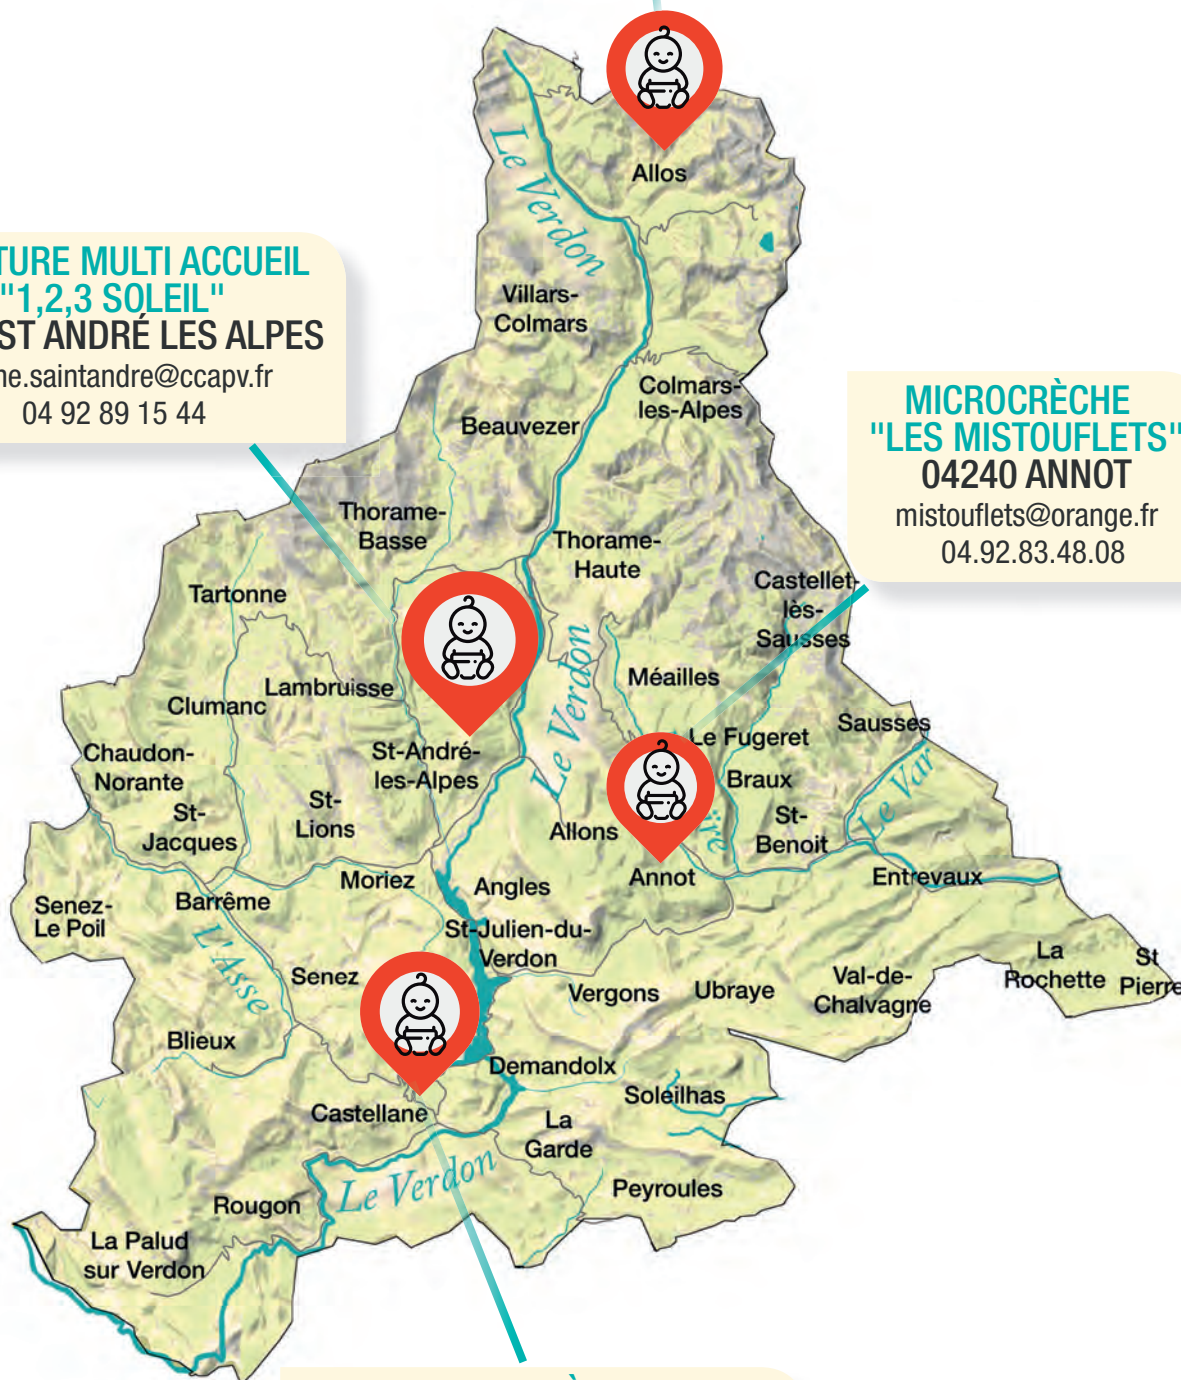 Allos
Le Verdon
TURE MULTI ACCUEIL
"1,2,3 SOLEIL"
ST ANDRÉ LES ALPES
ne.saintandre@ccapv.fr
04 92 89 15 44
Villars-
Colmars
Colmars-
les-Alpes
Beauvezer
MICROCRÈCHE
"LES MISTOUFLETS"
04240 ANNOT
mistouflets@orange.fr
04.92.83.48.08
Thorame-
Basse
Thorame-
Haute
Castellet-
lès-
Sausses
Tartonne
Le Verdon
Méailles
Lambruisse
Clumanc
St-André-
les-Alpes
Le Fugeret
Sausses
Chaudon-
Norante
Braux
Le Var
St-
Jacques
St-
Lions
Allons
ire
St-
Benoit
Moriez
Angles
Annot
Entrevaux
Senez-
Le Poil
Barrême
L'Asse
St-Julien-du-
Verdon
Senez
Vergons
Ubraye
Val-de-
Chalvagne
La
Rochette
St
Pierre
Blieux
Demandolx
Soleilhas
Castellane
La
Garde
Le Verdon
Peyroules
Rougon
La Palud
sur Verdon